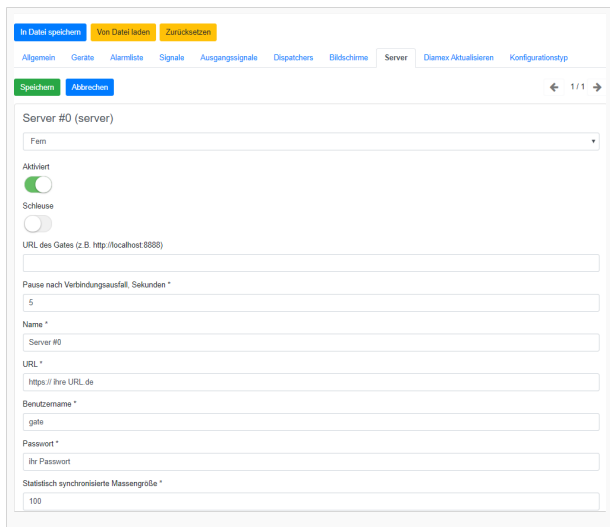 In Datei speichern Von Datei laden Zurücksetzen
Allgemein Geräte Alarmliste Signale Ausgangssignale Dispatchers Bildschirme Server Diamex Aktualisieren Konfigurationstyp
Speichern Abbrechen 1 / 1
Server #0 (server)
Fern
Aktiviert
Schleuse
URL des Gates (z.B. http://localhost:8888)
Pause nach Verbindungsausfall, Sekunden *
5
Name *
Server #0
URL *
https:// ihre URL.de
Benutzername *
gate
Passwort *
Ihr Passwort
Statistisch synchronisierte Massengröße *
100